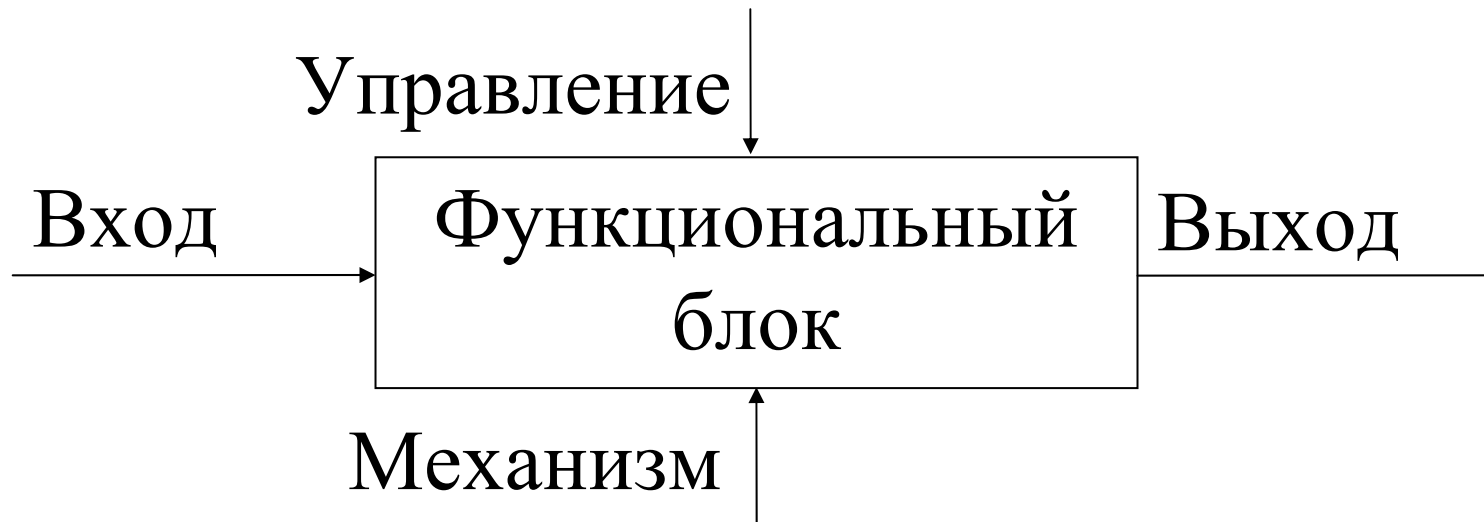 Управление
Вход
Функциональный
блок
Выход
Механизм